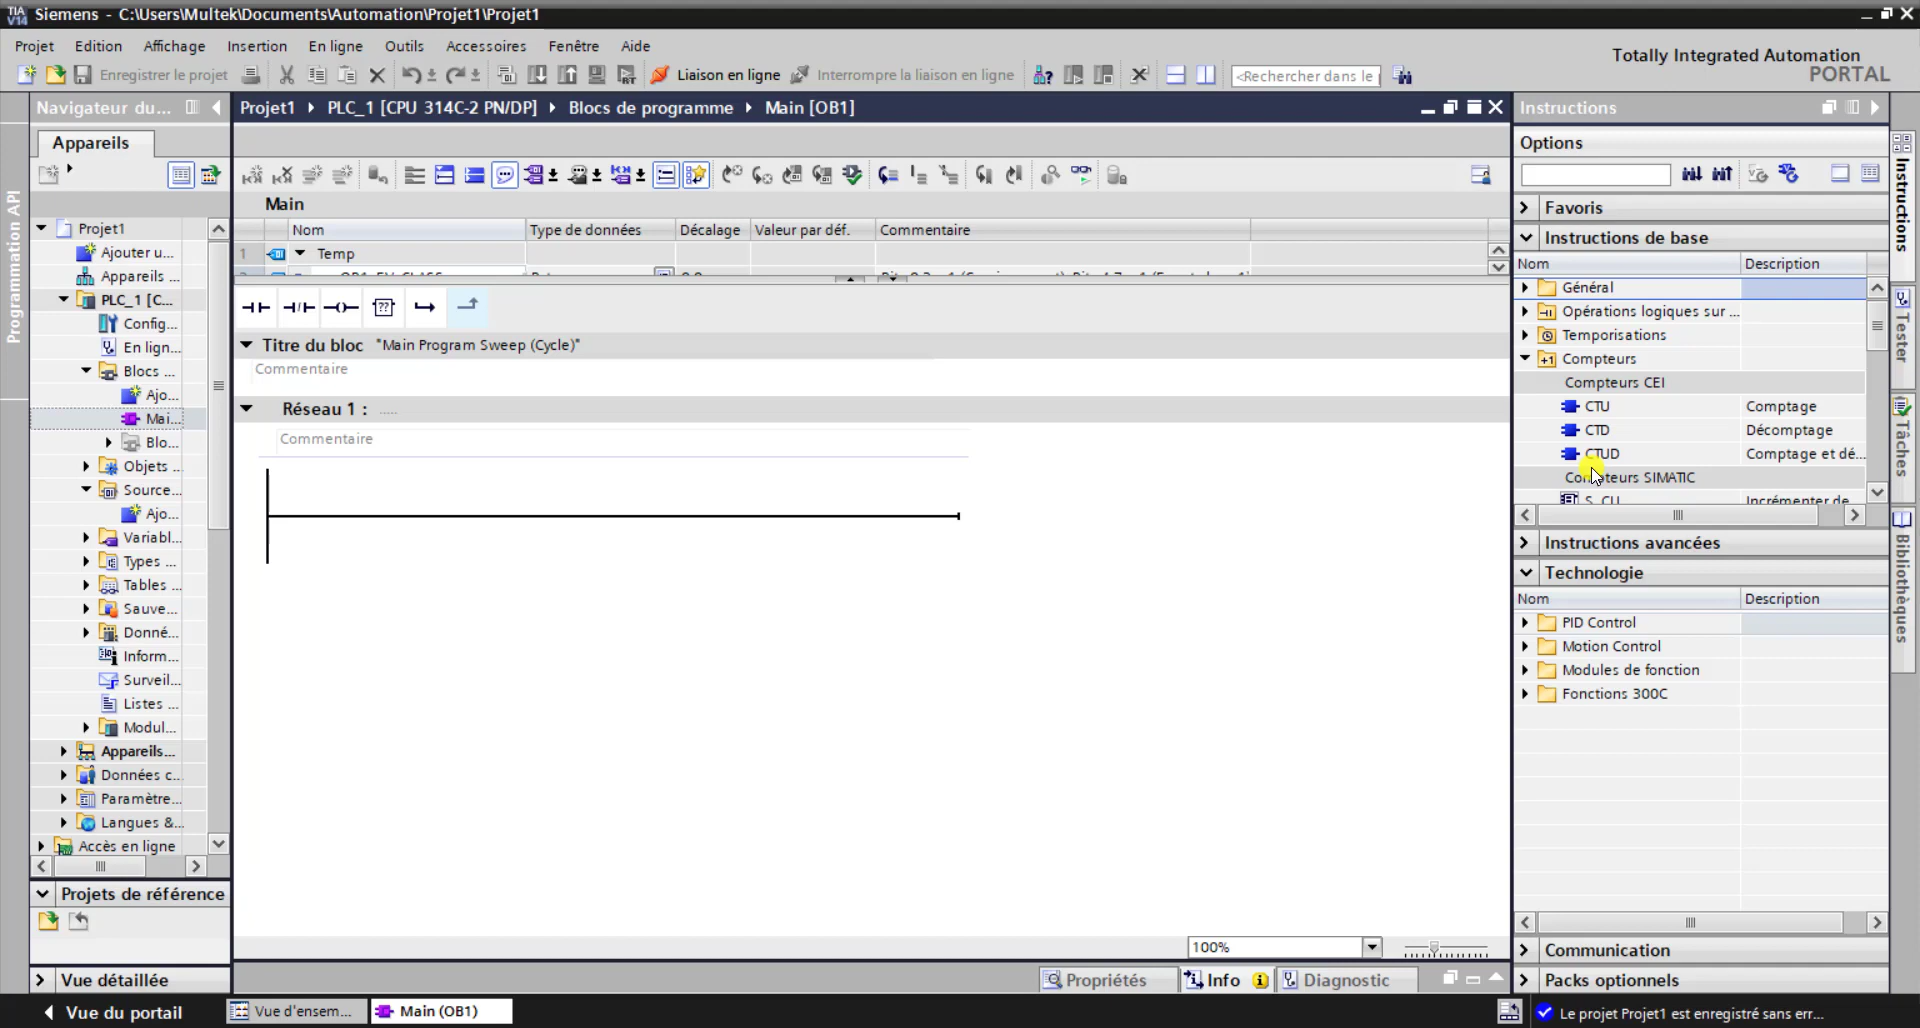 TIA V14 Siemens - C:\Users\Multek\Documents\Automation\Projet1\Projet1
Projet Edition Affichage Insertion En ligne Outils Accessoires Fenêtre Aide
Totally Integrated Automation
PORTAL
Enregistrer le projet Liaison en ligne Interrompre la liaison en ligne <Rechercher dans le p
Navigateur du...
Appareils
Programmation API
Projet1
Ajouter u...
Appareils ...
PLC_1 [C...
Config...
En lign...
Blocs ...
Ajo...
Mai...
Blo...
Objets ...
Source...
Ajo...
Variabl...
Types ...
Tables ...
Sauve...
Donné...
Inform...
Surveil...
Listes ...
Modul...
Appareils...
Données c...
Paramètre...
Langues &...
Accès en ligne
Projets de référence
Vue détaillée
Projet1 PLC_1 [CPU 314C-2 PN/DP] Blocs de programme Main [OB1]
Main
Nom Type de données Décalage Valeur par déf. Commentaire
1 Temp
??
Titre du bloc "Main Program Sweep (Cycle)"
Commentaire
Réseau 1 : .....
Commentaire
100%
Propriétés Info Diagnostic
Instructions
Options
Favoris
Instructions de base
Nom Description
Général
Opérations logiques sur ...
Temporisations
Compteurs
Compteurs CEI
CTU Comptage
CTD Décomptage
CTUD Comptage et dé...
Compteurs SIMATIC
S_CU Incrémenter de
Instructions avancées
Technologie
Nom Description
PID Control
Motion Control
Modules de fonction
Fonctions 300C
Communication
Packs optionnels
Instructions
Tester
Tâches
Bibliothèques
Vue du portail Vue d'ensem... Main (OB1) Le projet Projet1 est enregistré sans err...